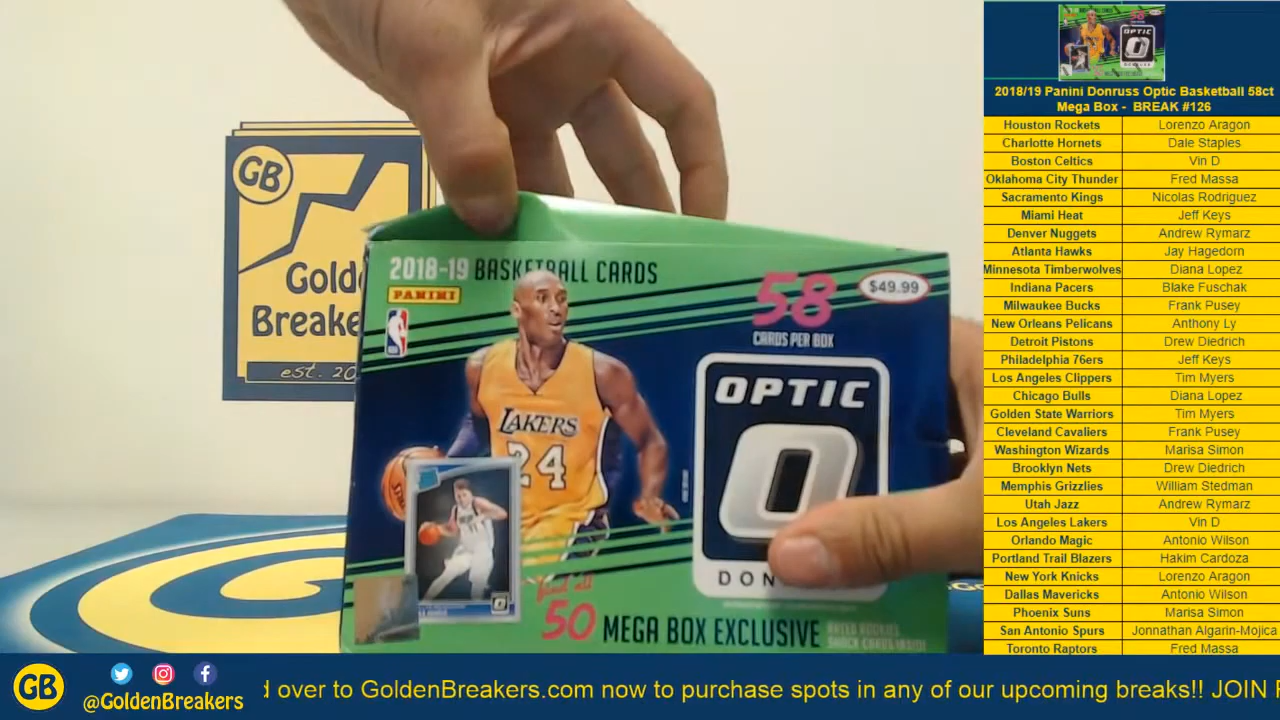 GB
Gold
Breake
est. 20
2018-19 BASKETBALL CARDS
PANINI
58
CARDS PER BOX
$49.99
LAKERS
24
OPTIC
DON
find all
50 MEGA BOX EXCLUSIVE
OPTIC
2018/19 Panini Donruss Optic Basketball 58ct
Mega Box - BREAK #126
Houston Rockets Lorenzo Aragon
Charlotte Hornets Dale Staples
Boston Celtics Vin D
Oklahoma City Thunder Fred Massa
Sacramento Kings Nicolas Rodriguez
Miami Heat Jeff Keys
Denver Nuggets Andrew Rymarz
Atlanta Hawks Jay Hagedorn
Minnesota Timberwolves Diana Lopez
Indiana Pacers Blake Fuschak
Milwaukee Bucks Frank Pusey
New Orleans Pelicans Anthony Ly
Detroit Pistons Drew Diedrich
Philadelphia 76ers Jeff Keys
Los Angeles Clippers Tim Myers
Chicago Bulls Diana Lopez
Golden State Warriors Tim Myers
Cleveland Cavaliers Frank Pusey
Washington Wizards Marisa Simon
Brooklyn Nets Drew Diedrich
Memphis Grizzlies William Stedman
Utah Jazz Andrew Rymarz
Los Angeles Lakers Vin D
Orlando Magic Antonio Wilson
Portland Trail Blazers Hakim Cardoza
New York Knicks Lorenzo Aragon
Dallas Mavericks Antonio Wilson
Phoenix Suns Marisa Simon
San Antonio Spurs Jonnathan Algarin-Mojica
Toronto Raptors Fred Massa
GB
@GoldenBreakers
d over to GoldenBreakers.com now to purchase spots in any of our upcoming breaks!! JOIN F